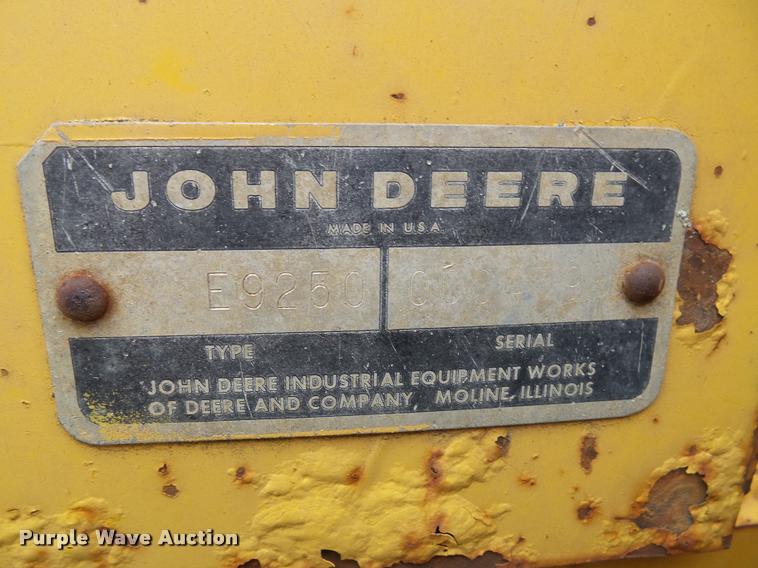 JOHN DEERE
MADE IN U.S.A.
E9250
TYPE SERIAL
JOHN DEERE INDUSTRIAL EQUIPMENT WORKS
OF DEERE AND COMPANY MOLINE, ILLINOIS
Purple Wave Auction